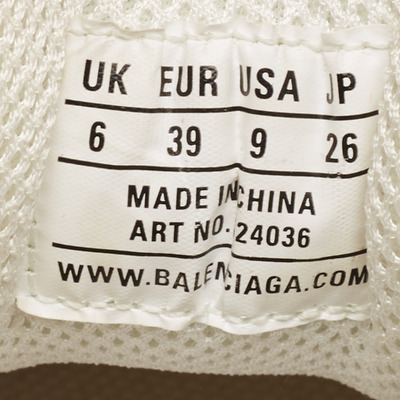 UK EUR USA JP
6 39 9 26
MADE IN CHINA
ART NO. 24036
WWW.BALENCIAGA.COM